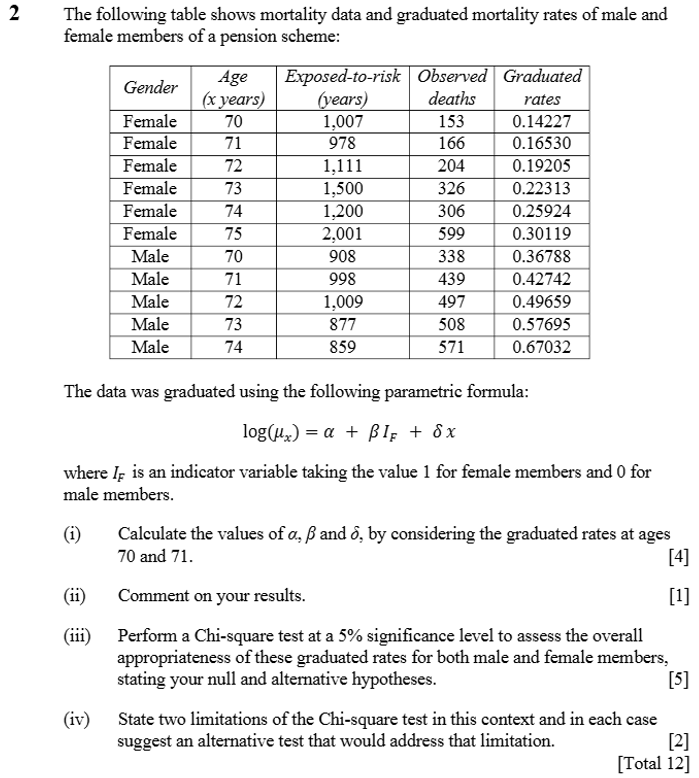 2 The following table shows mortality data and graduated mortality rates of male and
female members of a pension scheme:
Gender Age (x years) Exposed-to-risk (years) Observed deaths Graduated rates
Female 70 1,007 153 0.14227
Female 71 978 166 0.16530
Female 72 1,111 204 0.19205
Female 73 1,500 326 0.22313
Female 74 1,200 306 0.25924
Female 75 2,001 599 0.30119
Male 70 908 338 0.36788
Male 71 998 439 0.42742
Male 72 1,009 497 0.49659
Male 73 877 508 0.57695
Male 74 859 571 0.67032
The data was graduated using the following parametric formula:
log(μₓ) = α + β I_F + δ x
where I_F is an indicator variable taking the value 1 for female members and 0 for
male members.
(i) Calculate the values of α, β and δ, by considering the graduated rates at ages
70 and 71. [4]
(ii) Comment on your results. [1]
(iii) Perform a Chi-square test at a 5% significance level to assess the overall
appropriateness of these graduated rates for both male and female members,
stating your null and alternative hypotheses. [5]
(iv) State two limitations of the Chi-square test in this context and in each case
suggest an alternative test that would address that limitation. [2]
[Total 12]